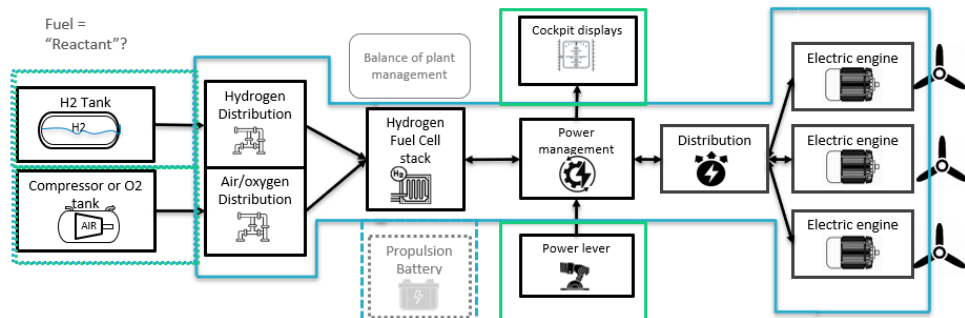 Fuel =
“Reactant”?
H2 Tank
H2
Compressor or O2
tank
AIR
Hydrogen
Distribution
Air/oxygen
Distribution
Balance of plant
management
Hydrogen
Fuel Cell
stack
H2
Propulsion
Battery
Cockpit displays
Power
management
Power lever
Distribution
Electric engine
Electric engine
Electric engine